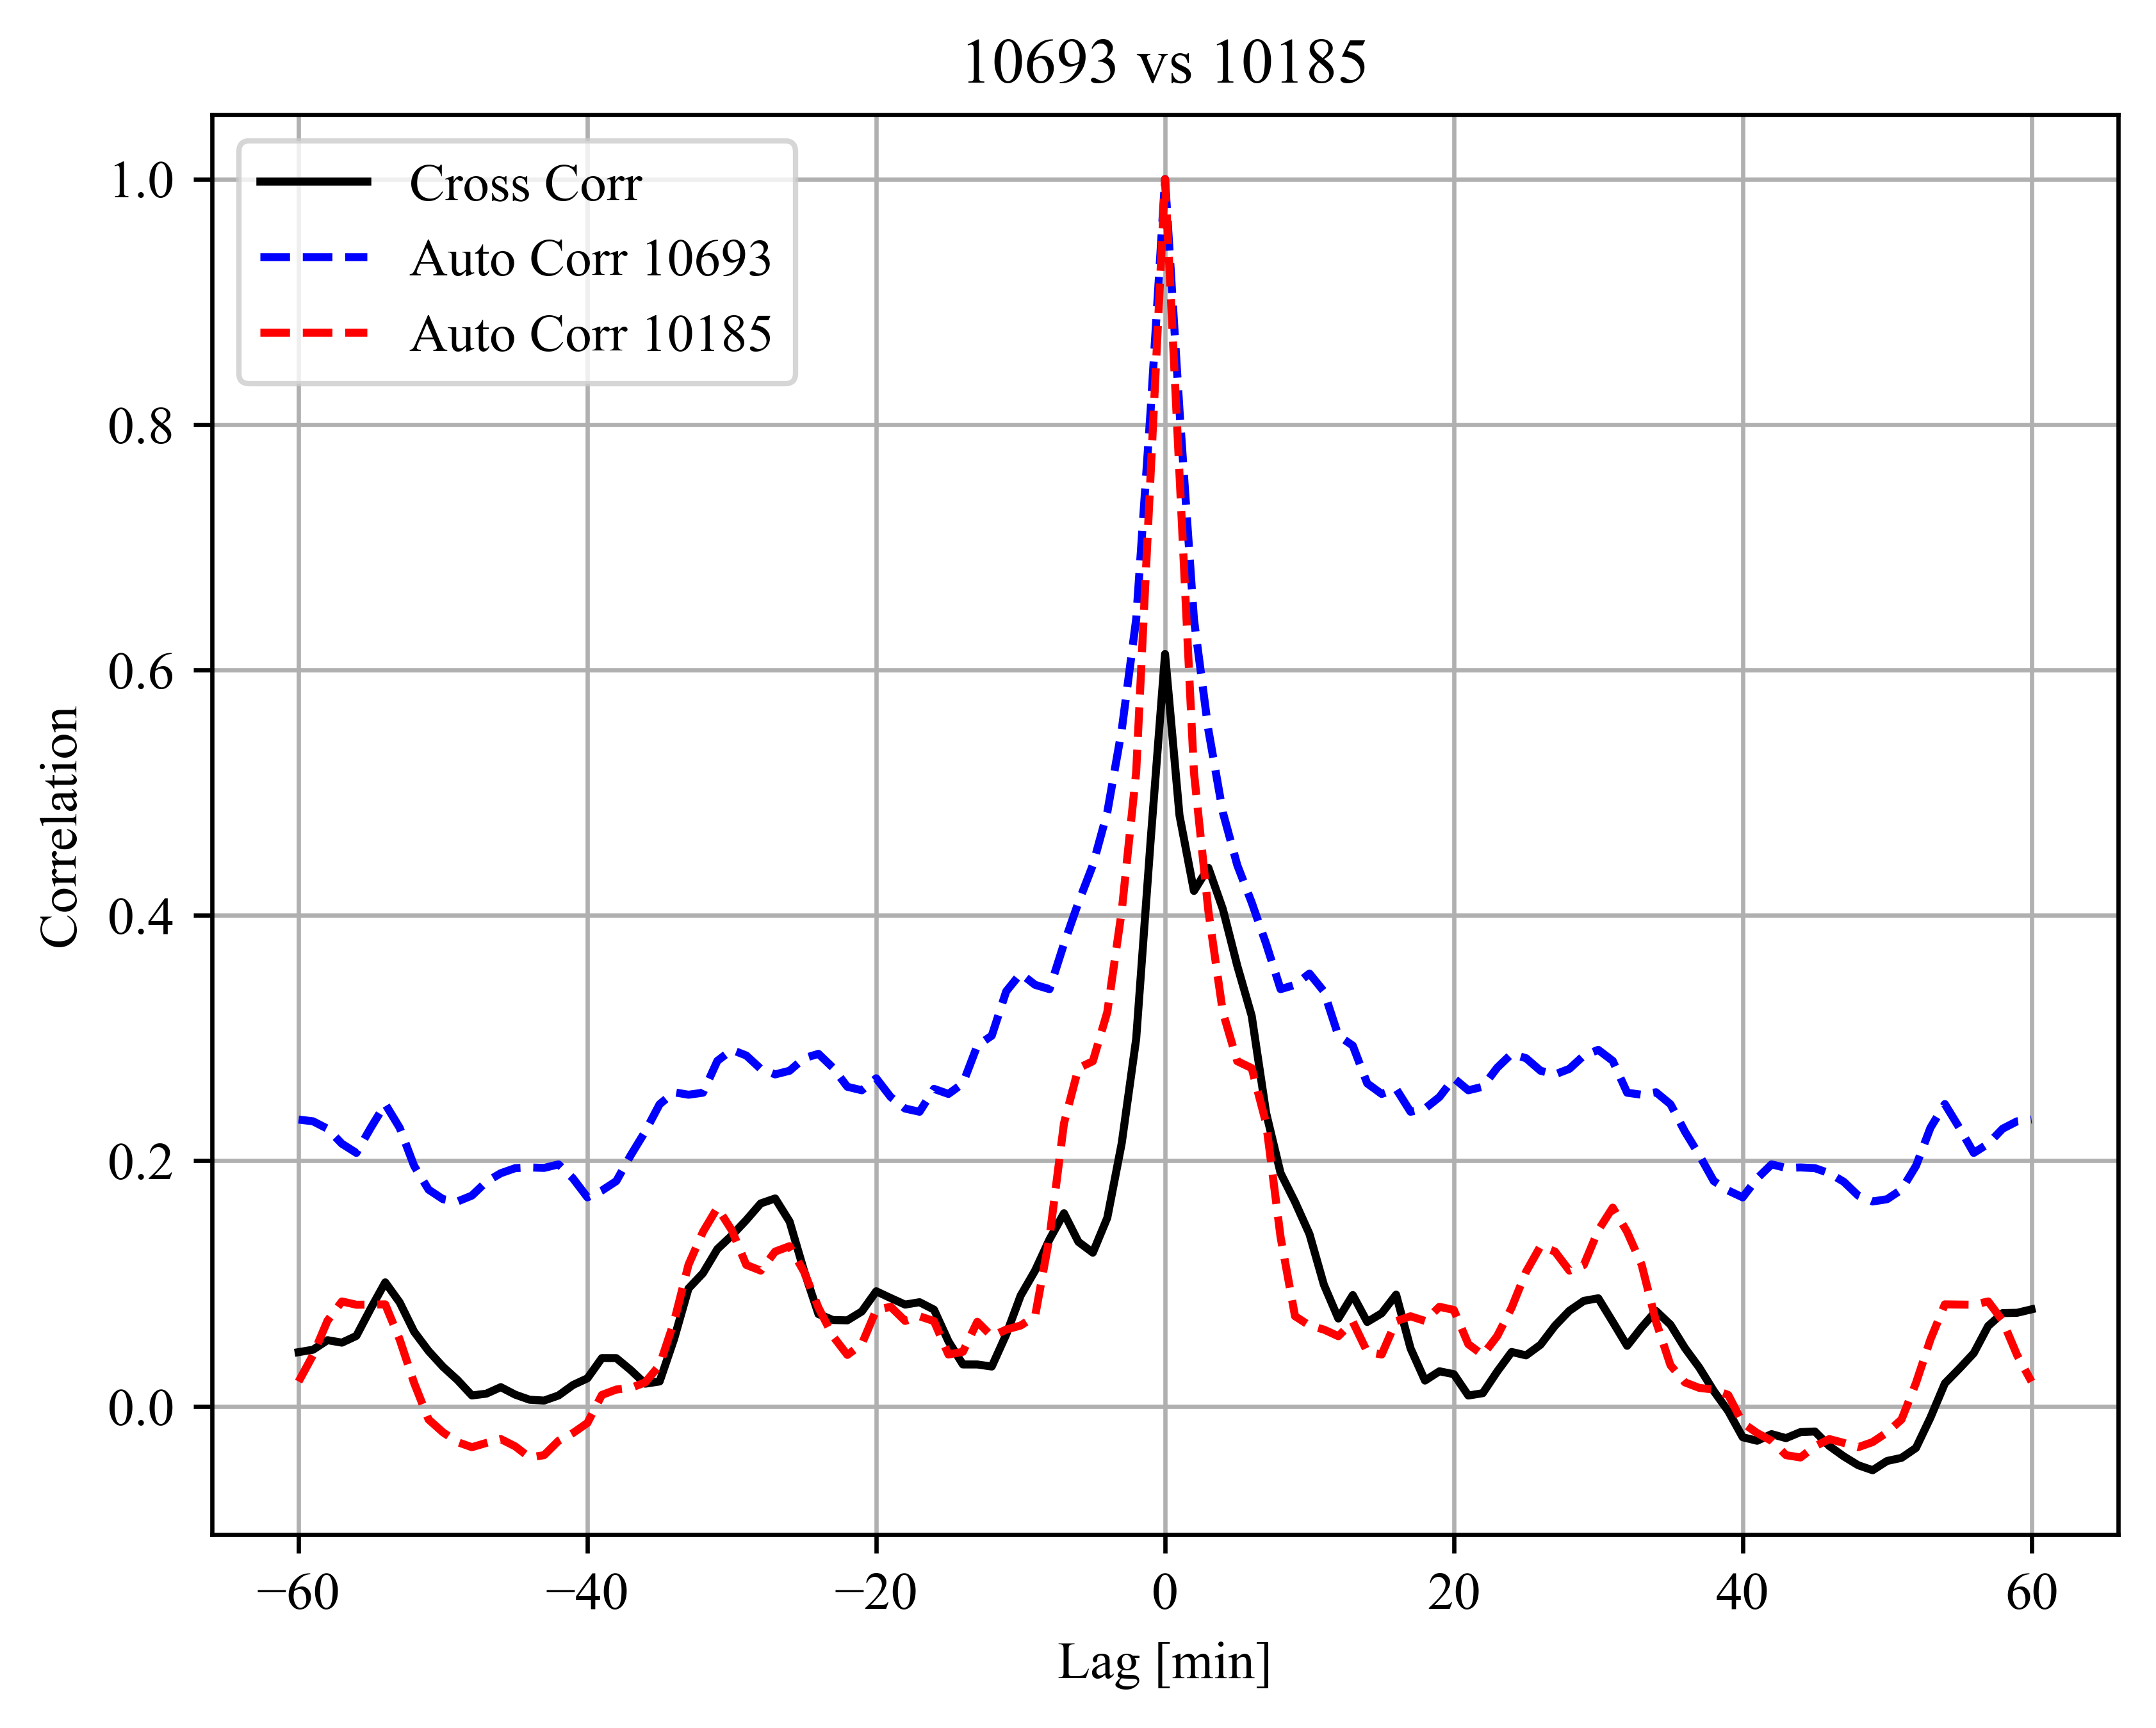 10693 vs 10185
Cross Corr
Auto Corr 10693
Auto Corr 10185
1.0
0.8
0.6
0.4
0.2
0.0
Correlation
−60 −40 −20 0 20 40 60
Lag [min]